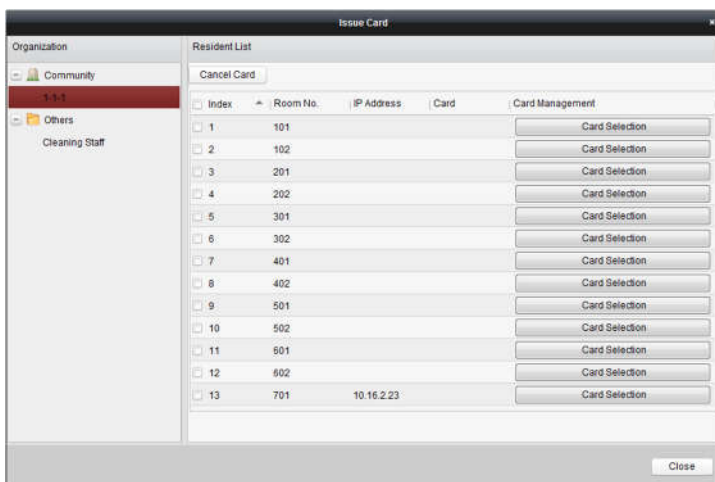 Issue Card
Organization
Community
1-1-1
Others
Cleaning Staff
Resident List
Cancel Card
Index Room No. IP Address Card Card Management
1 101 Card Selection
2 102 Card Selection
3 201 Card Selection
4 202 Card Selection
5 301 Card Selection
6 302 Card Selection
7 401 Card Selection
8 402 Card Selection
9 501 Card Selection
10 502 Card Selection
11 601 Card Selection
12 602 Card Selection
13 701 10.16.2.23 Card Selection
Close